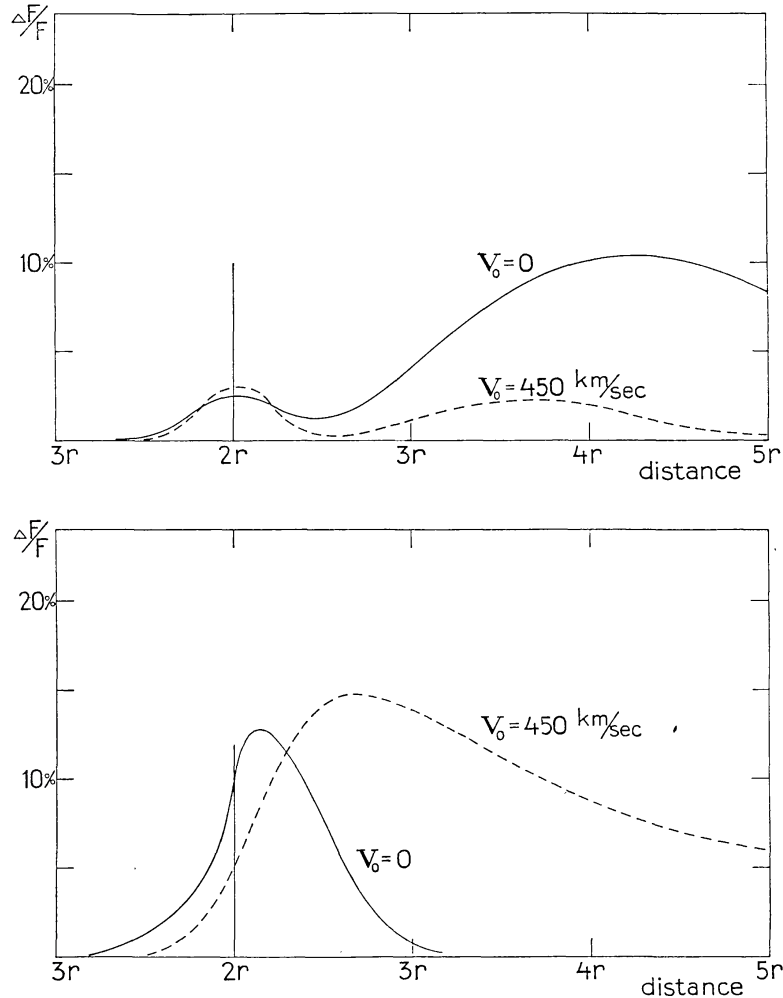 ΔF/F
20%
10%
V₀=0
V₀=450 km/sec
3r 2r 3r 4r 5r
distance
ΔF/F
20%
V₀=450 km/sec
10%
V₀=0
3r 2r 3r 4r 5r
distance